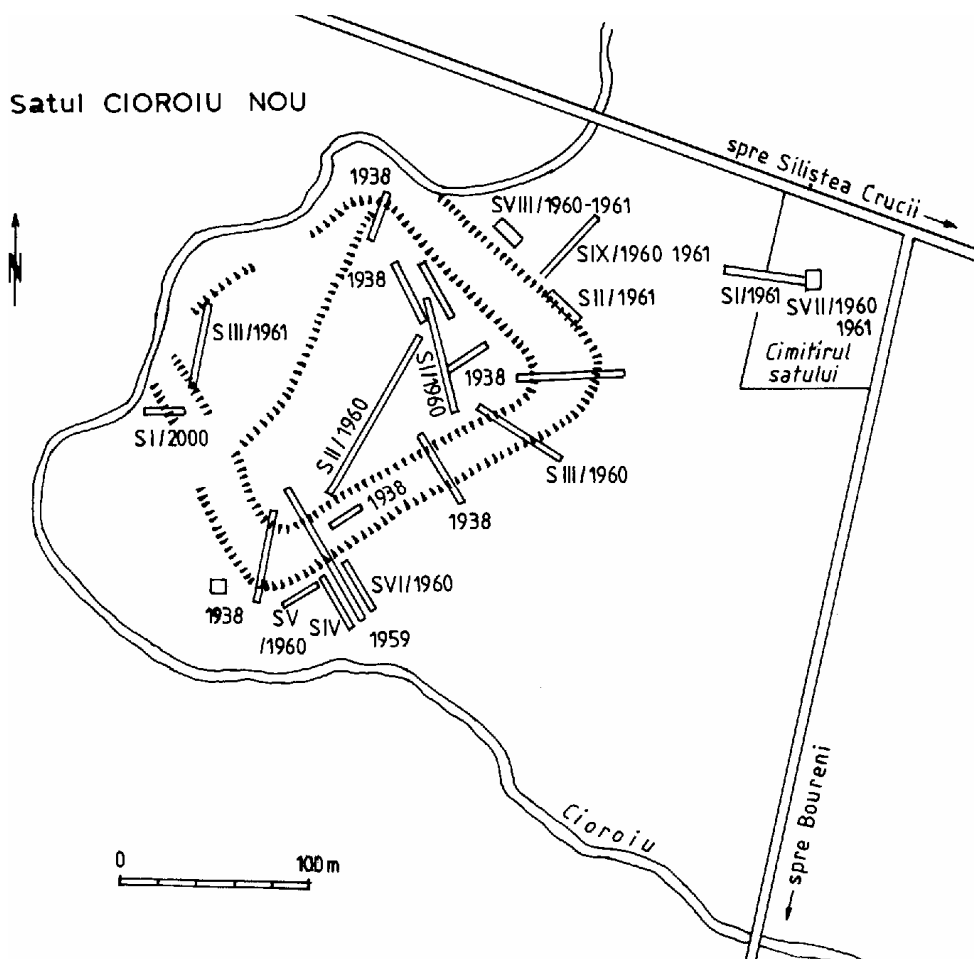 Satul CIOROIU NOU
spre Siliștea Crucii
1938
SVIII/1960-1961
SIX/1960 1961
1938
SII/1961
SI/1961
SVII/1960
1961
N
SIII/1961
Cimitirul
satului
SI/1960
1938
SII/1960
SI/2000
SIII/1960
1938
1938
SVI/1960
1938
SV
/1960
SIV
1959
Cioroiu
spre Boureni
0 100m